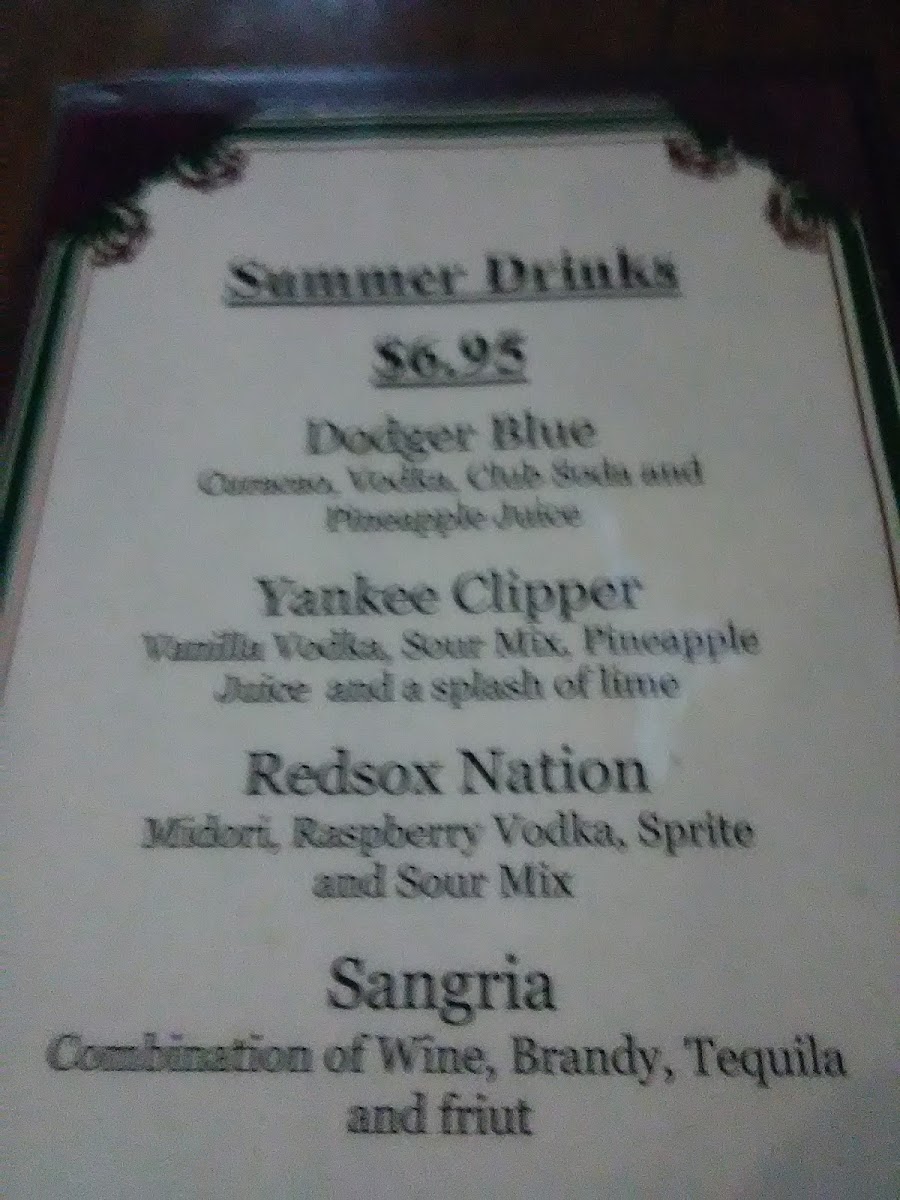 Summer Drinks
$6.95
Dodger Blue
Curacao, Vodka, Club Soda and
Pineapple Juice
Yankee Clipper
Vanilla Vodka, Sour Mix, Pineapple
Juice and a splash of lime
Redsox Nation
Midori, Raspberry Vodka, Sprite
and Sour Mix
Sangria
Combination of Wine, Brandy, Tequila
and friut